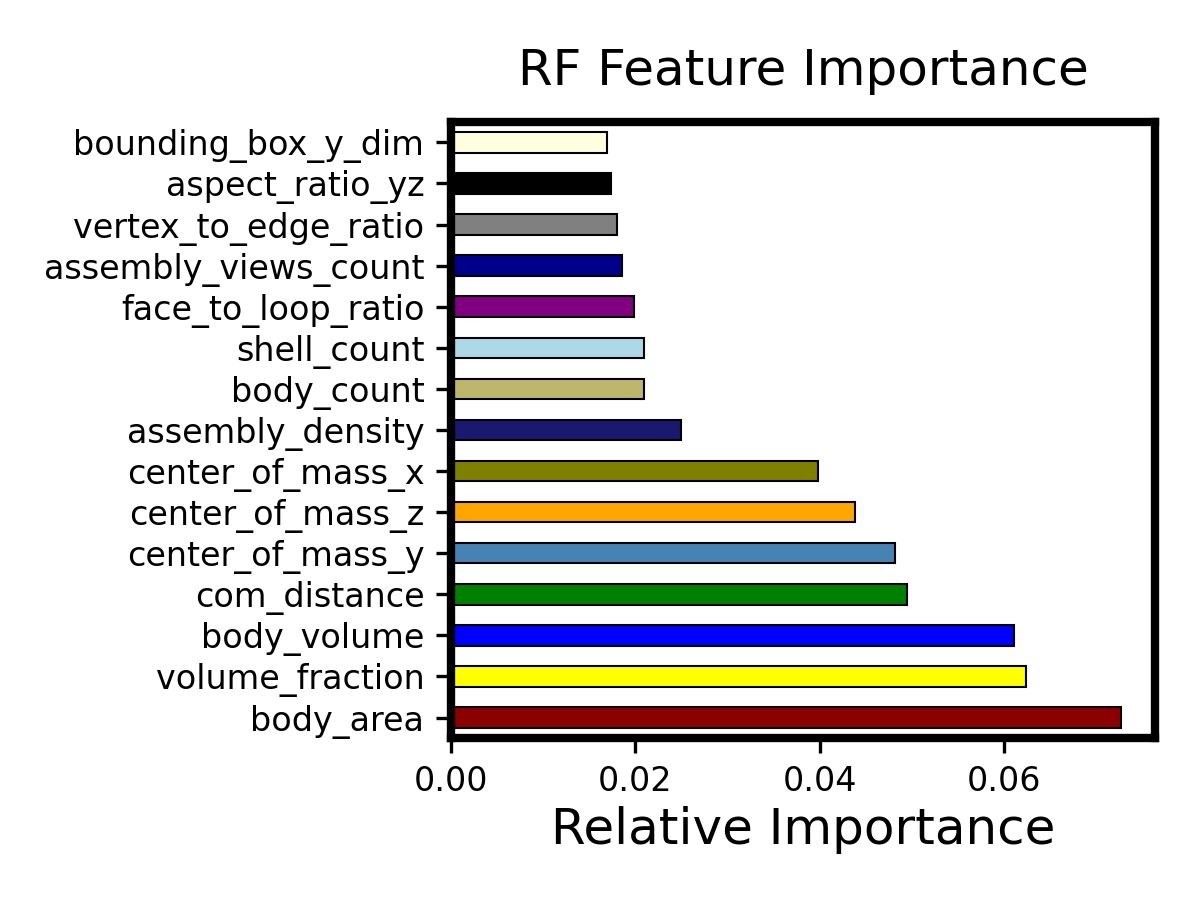 RF Feature Importance
bounding_box_y_dim
aspect_ratio_yz
vertex_to_edge_ratio
assembly_views_count
face_to_loop_ratio
shell_count
body_count
assembly_density
center_of_mass_x
center_of_mass_z
center_of_mass_y
com_distance
body_volume
volume_fraction
body_area
0.00 0.02 0.04 0.06
Relative Importance